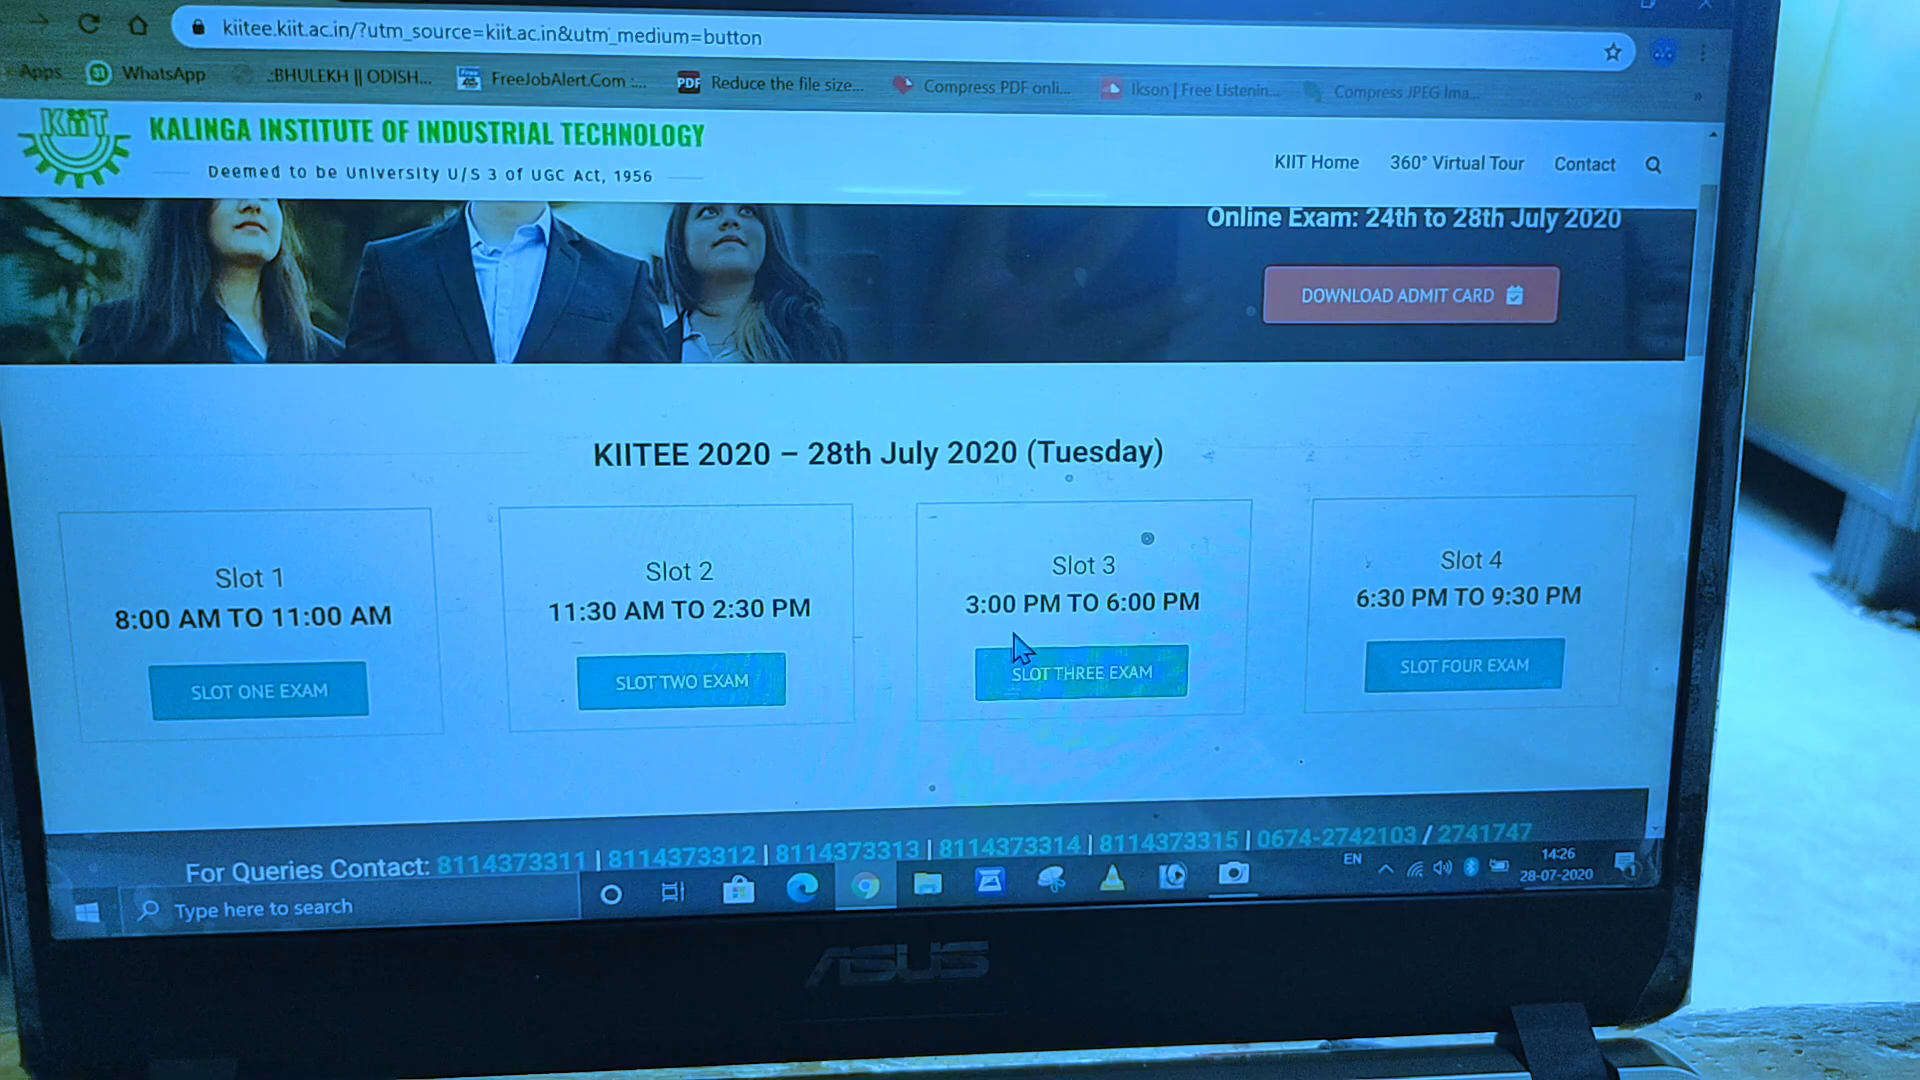 kiitee.kiit.ac.in/?utm_source=kiit.ac.in&utm_medium=button
Apps WhatsApp .:BHULEKH || ODISH... FreeJobAlert.Com :... PDF Reduce the file size... Compress PDF onli... Ikson | Free Listenin... Compress JPEG Ima... »
KiiT
KALINGA INSTITUTE OF INDUSTRIAL TECHNOLOGY
Deemed to be University U/S 3 of UGC Act, 1956
KIIT Home 360° Virtual Tour Contact
Online Exam: 24th to 28th July 2020
DOWNLOAD ADMIT CARD
KIITEE 2020 – 28th July 2020 (Tuesday)
Slot 1
8:00 AM TO 11:00 AM
SLOT ONE EXAM
Slot 2
11:30 AM TO 2:30 PM
SLOT TWO EXAM
Slot 3
3:00 PM TO 6:00 PM
SLOT THREE EXAM
Slot 4
6:30 PM TO 9:30 PM
SLOT FOUR EXAM
For Queries Contact: 8114373311 | 8114373312 | 8114373313 | 8114373314 | 8114373315 | 0674-2742103 / 2741747
Type here to search
EN
14:26
28-07-2020
1
ASUS